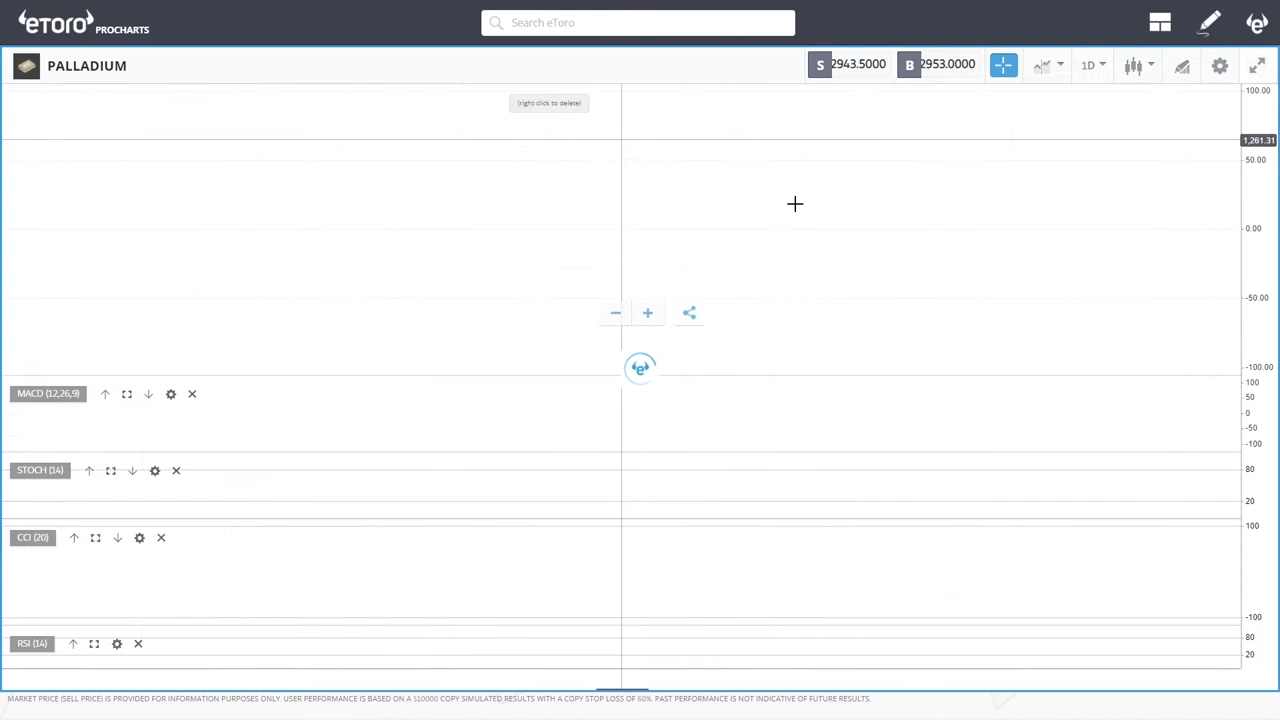 eTORO PROCHARTS
Search eToro
PALLADIUM
S 2943.5000
B 2953.0000
1D
(right click to delete)
100.00
1,261.31
50.00
0.00
-50.00
-100.00
MACD (12,26,9)
100
50
0
-50
-100
STOCH (14)
80
20
CCI (20)
100
-100
RSI (14)
80
20
MARKET PRICE (SELL PRICE) IS PROVIDED FOR INFORMATION PURPOSES ONLY. USER PERFORMANCE IS BASED ON A $10000 COPY SIMULATED RESULTS WITH A COPY STOP LOSS OF 60%. PAST PERFORMANCE IS NOT INDICATIVE OF FUTURE RESULTS.